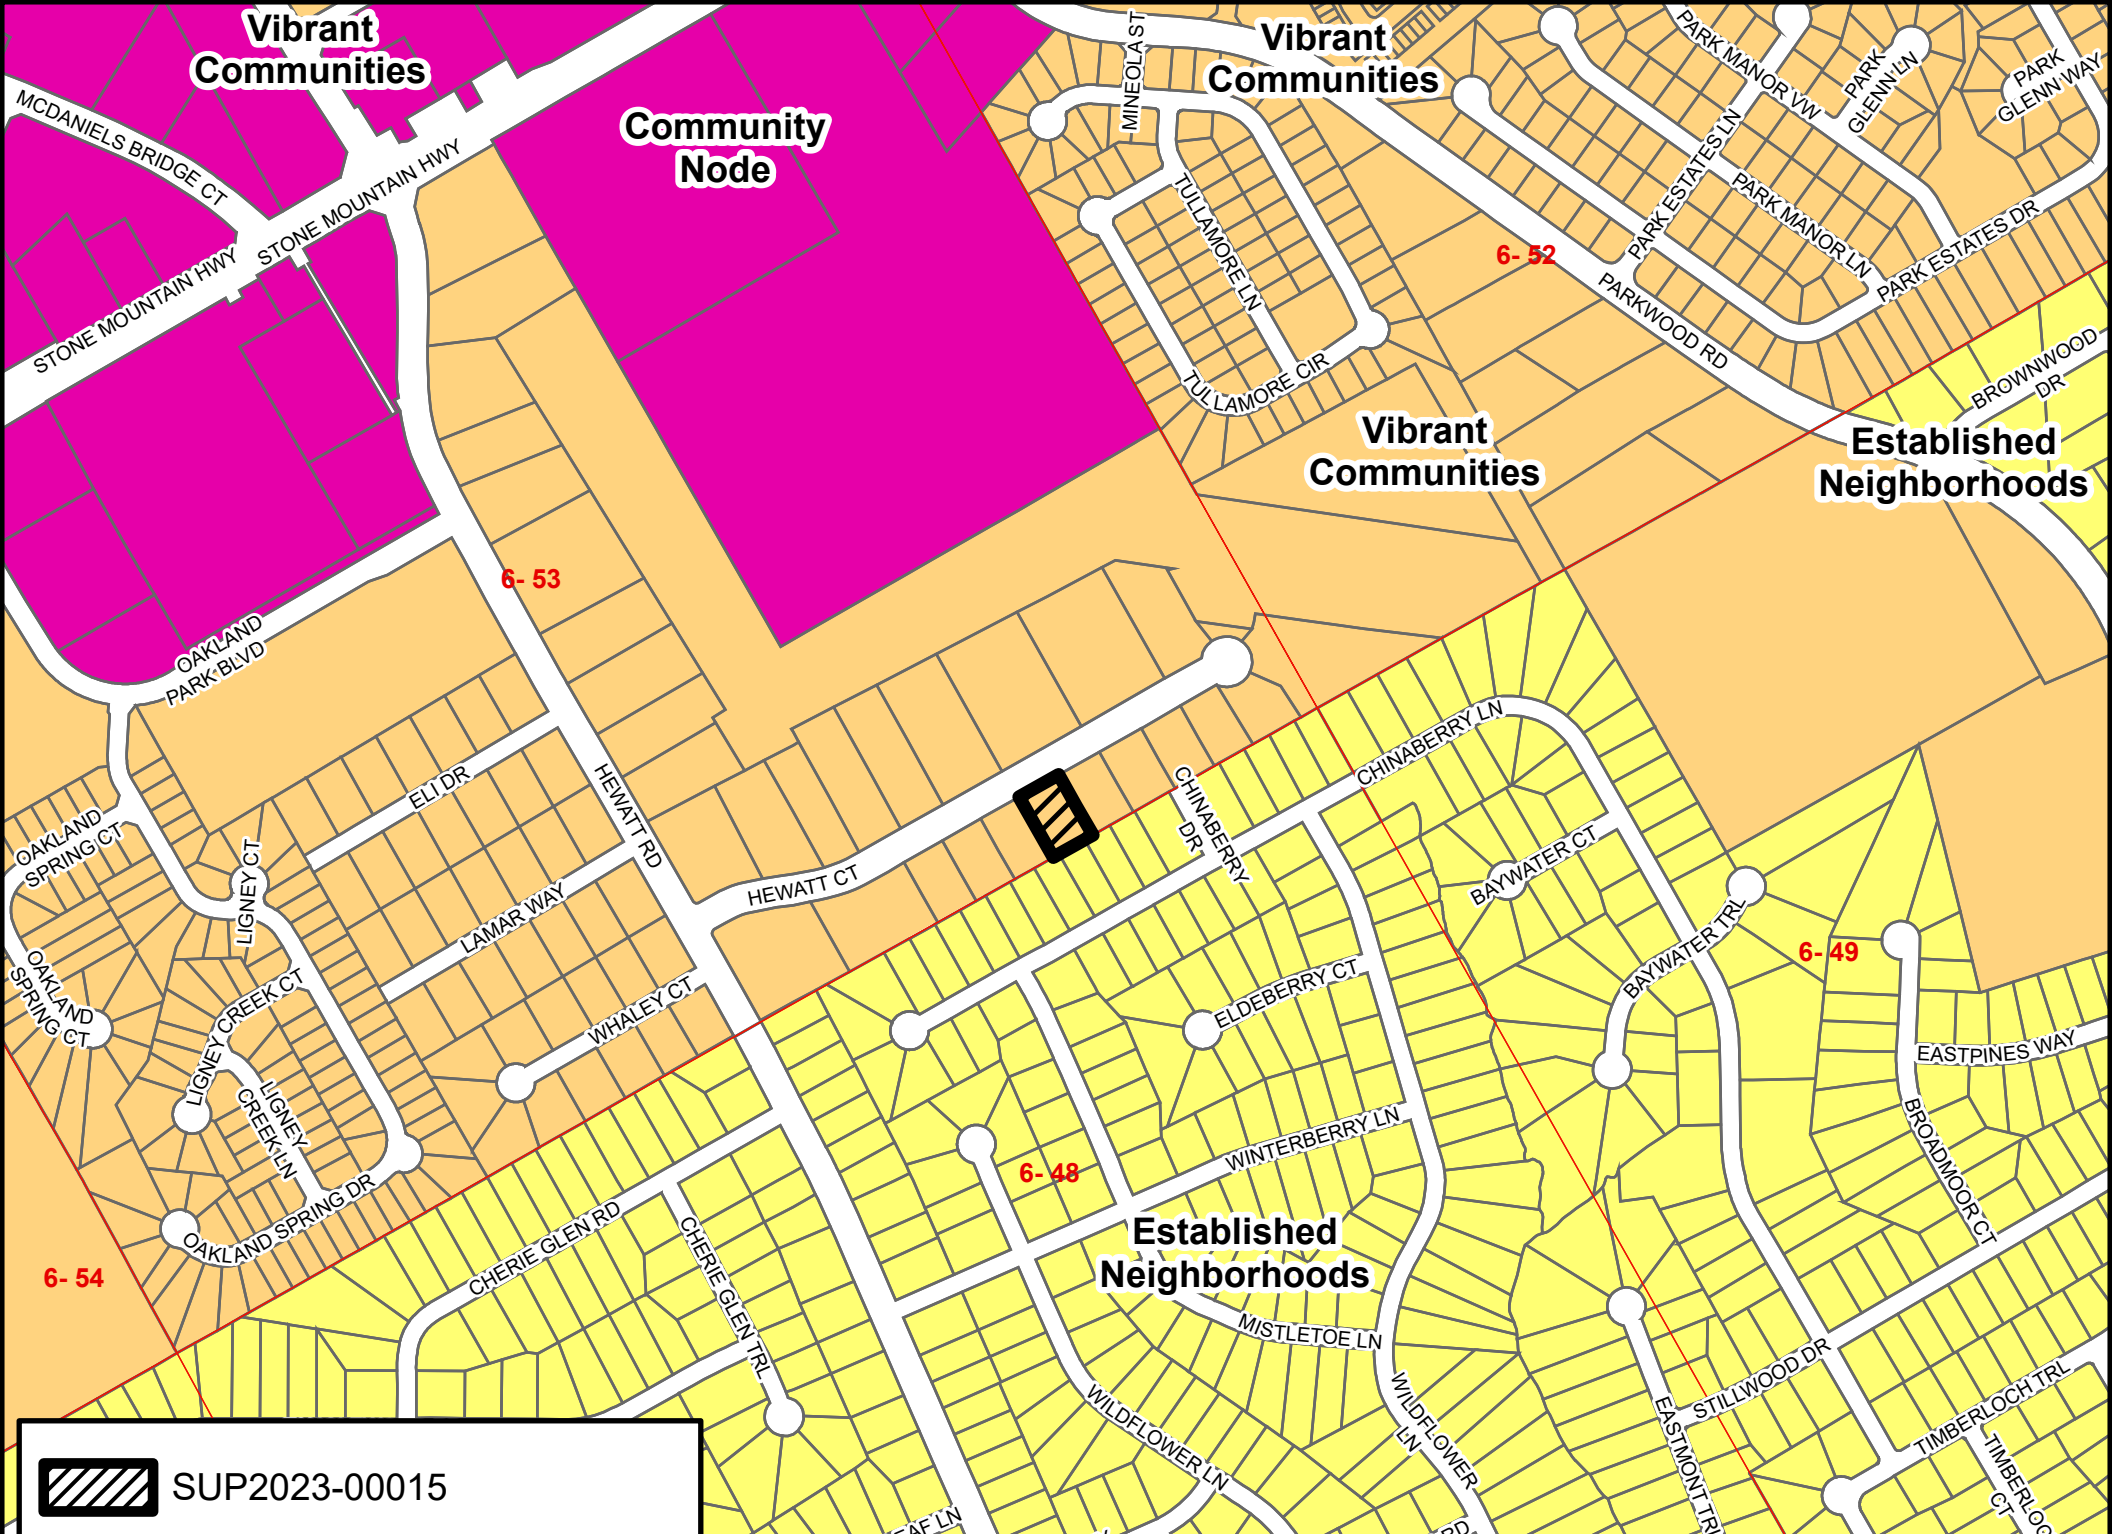 Vibrant
Communities
Community
Node
Vibrant
Communities
MINEOLA ST
PARK MANOR VW
PARK
GLENN LN
PARK
GLENN WAY
MCDANIELS BRIDGE CT
STONE MOUNTAIN HWY
STONE MOUNTAIN HWY
TULLAMORE LN
TULLAMORE CIR
PARK ESTATES LN
PARK MANOR LN
PARK ESTATES DR
6- 52
PARKWOOD RD
BROWNWOOD
DR
Vibrant
Communities
Established
Neighborhoods
6- 53
OAKLAND
PARK BLVD
ELI DR
HEWATT RD
CHINABERRY LN
CHINABERRY
DR
OAKLAND
SPRING CT
LIGNEY CT
LAMAR WAY
HEWATT CT
BAYWATER CT
BAYWATER TRL
6- 49
OAKLAND
SPRING CT
LIGNEY CREEK CT
WHALEY CT
ELDEBERRY CT
EASTPINES WAY
LIGNEY
CREEK LN
WINTERBERRY LN
BROADMOOR CT
6- 48
OAKLAND SPRING DR
CHERIE GLEN RD
CHERIE GLEN TRL
Established
Neighborhoods
6- 54
MISTLETOE LN
STILLWOOD DR
WILDFLOWER LN
WILDFLOWER
LN
EASTMONT TRL
TIMBERLOCH TRL
TIMBERLOC
CT
EAF LN
RD
SUP2023-00015